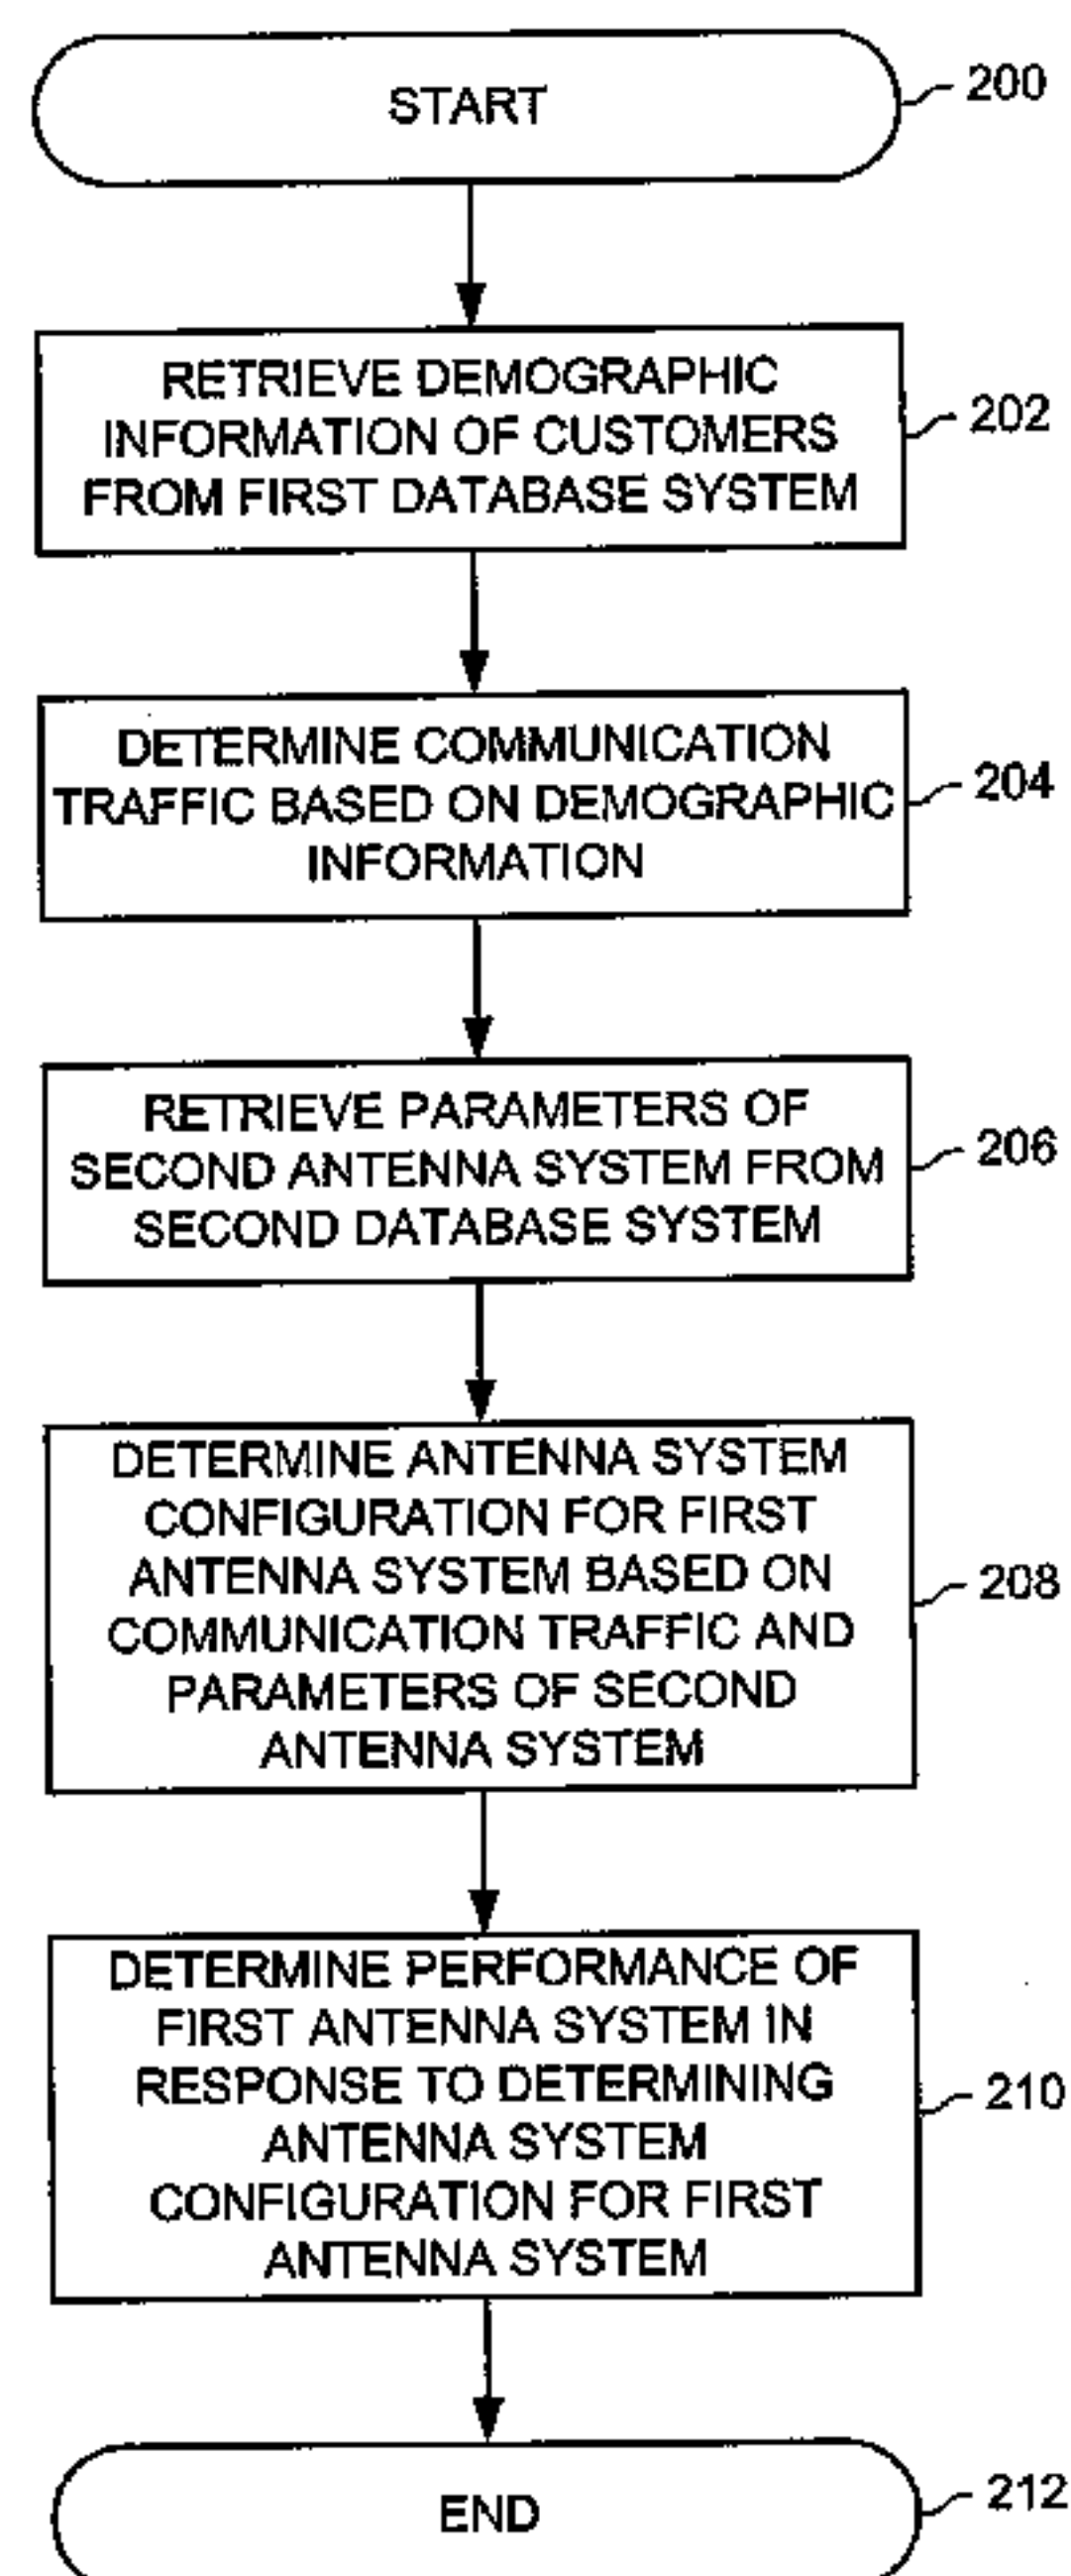 START
200
RETRIEVE DEMOGRAPHIC
INFORMATION OF CUSTOMERS
FROM FIRST DATABASE SYSTEM
202
DETERMINE COMMUNICATION
TRAFFIC BASED ON DEMOGRAPHIC
INFORMATION
204
RETRIEVE PARAMETERS OF
SECOND ANTENNA SYSTEM FROM
SECOND DATABASE SYSTEM
206
DETERMINE ANTENNA SYSTEM
CONFIGURATION FOR FIRST
ANTENNA SYSTEM BASED ON
COMMUNICATION TRAFFIC AND
PARAMETERS OF SECOND
ANTENNA SYSTEM
208
DETERMINE PERFORMANCE OF
FIRST ANTENNA SYSTEM IN
RESPONSE TO DETERMINING
ANTENNA SYSTEM
CONFIGURATION FOR FIRST
ANTENNA SYSTEM
210
END
212